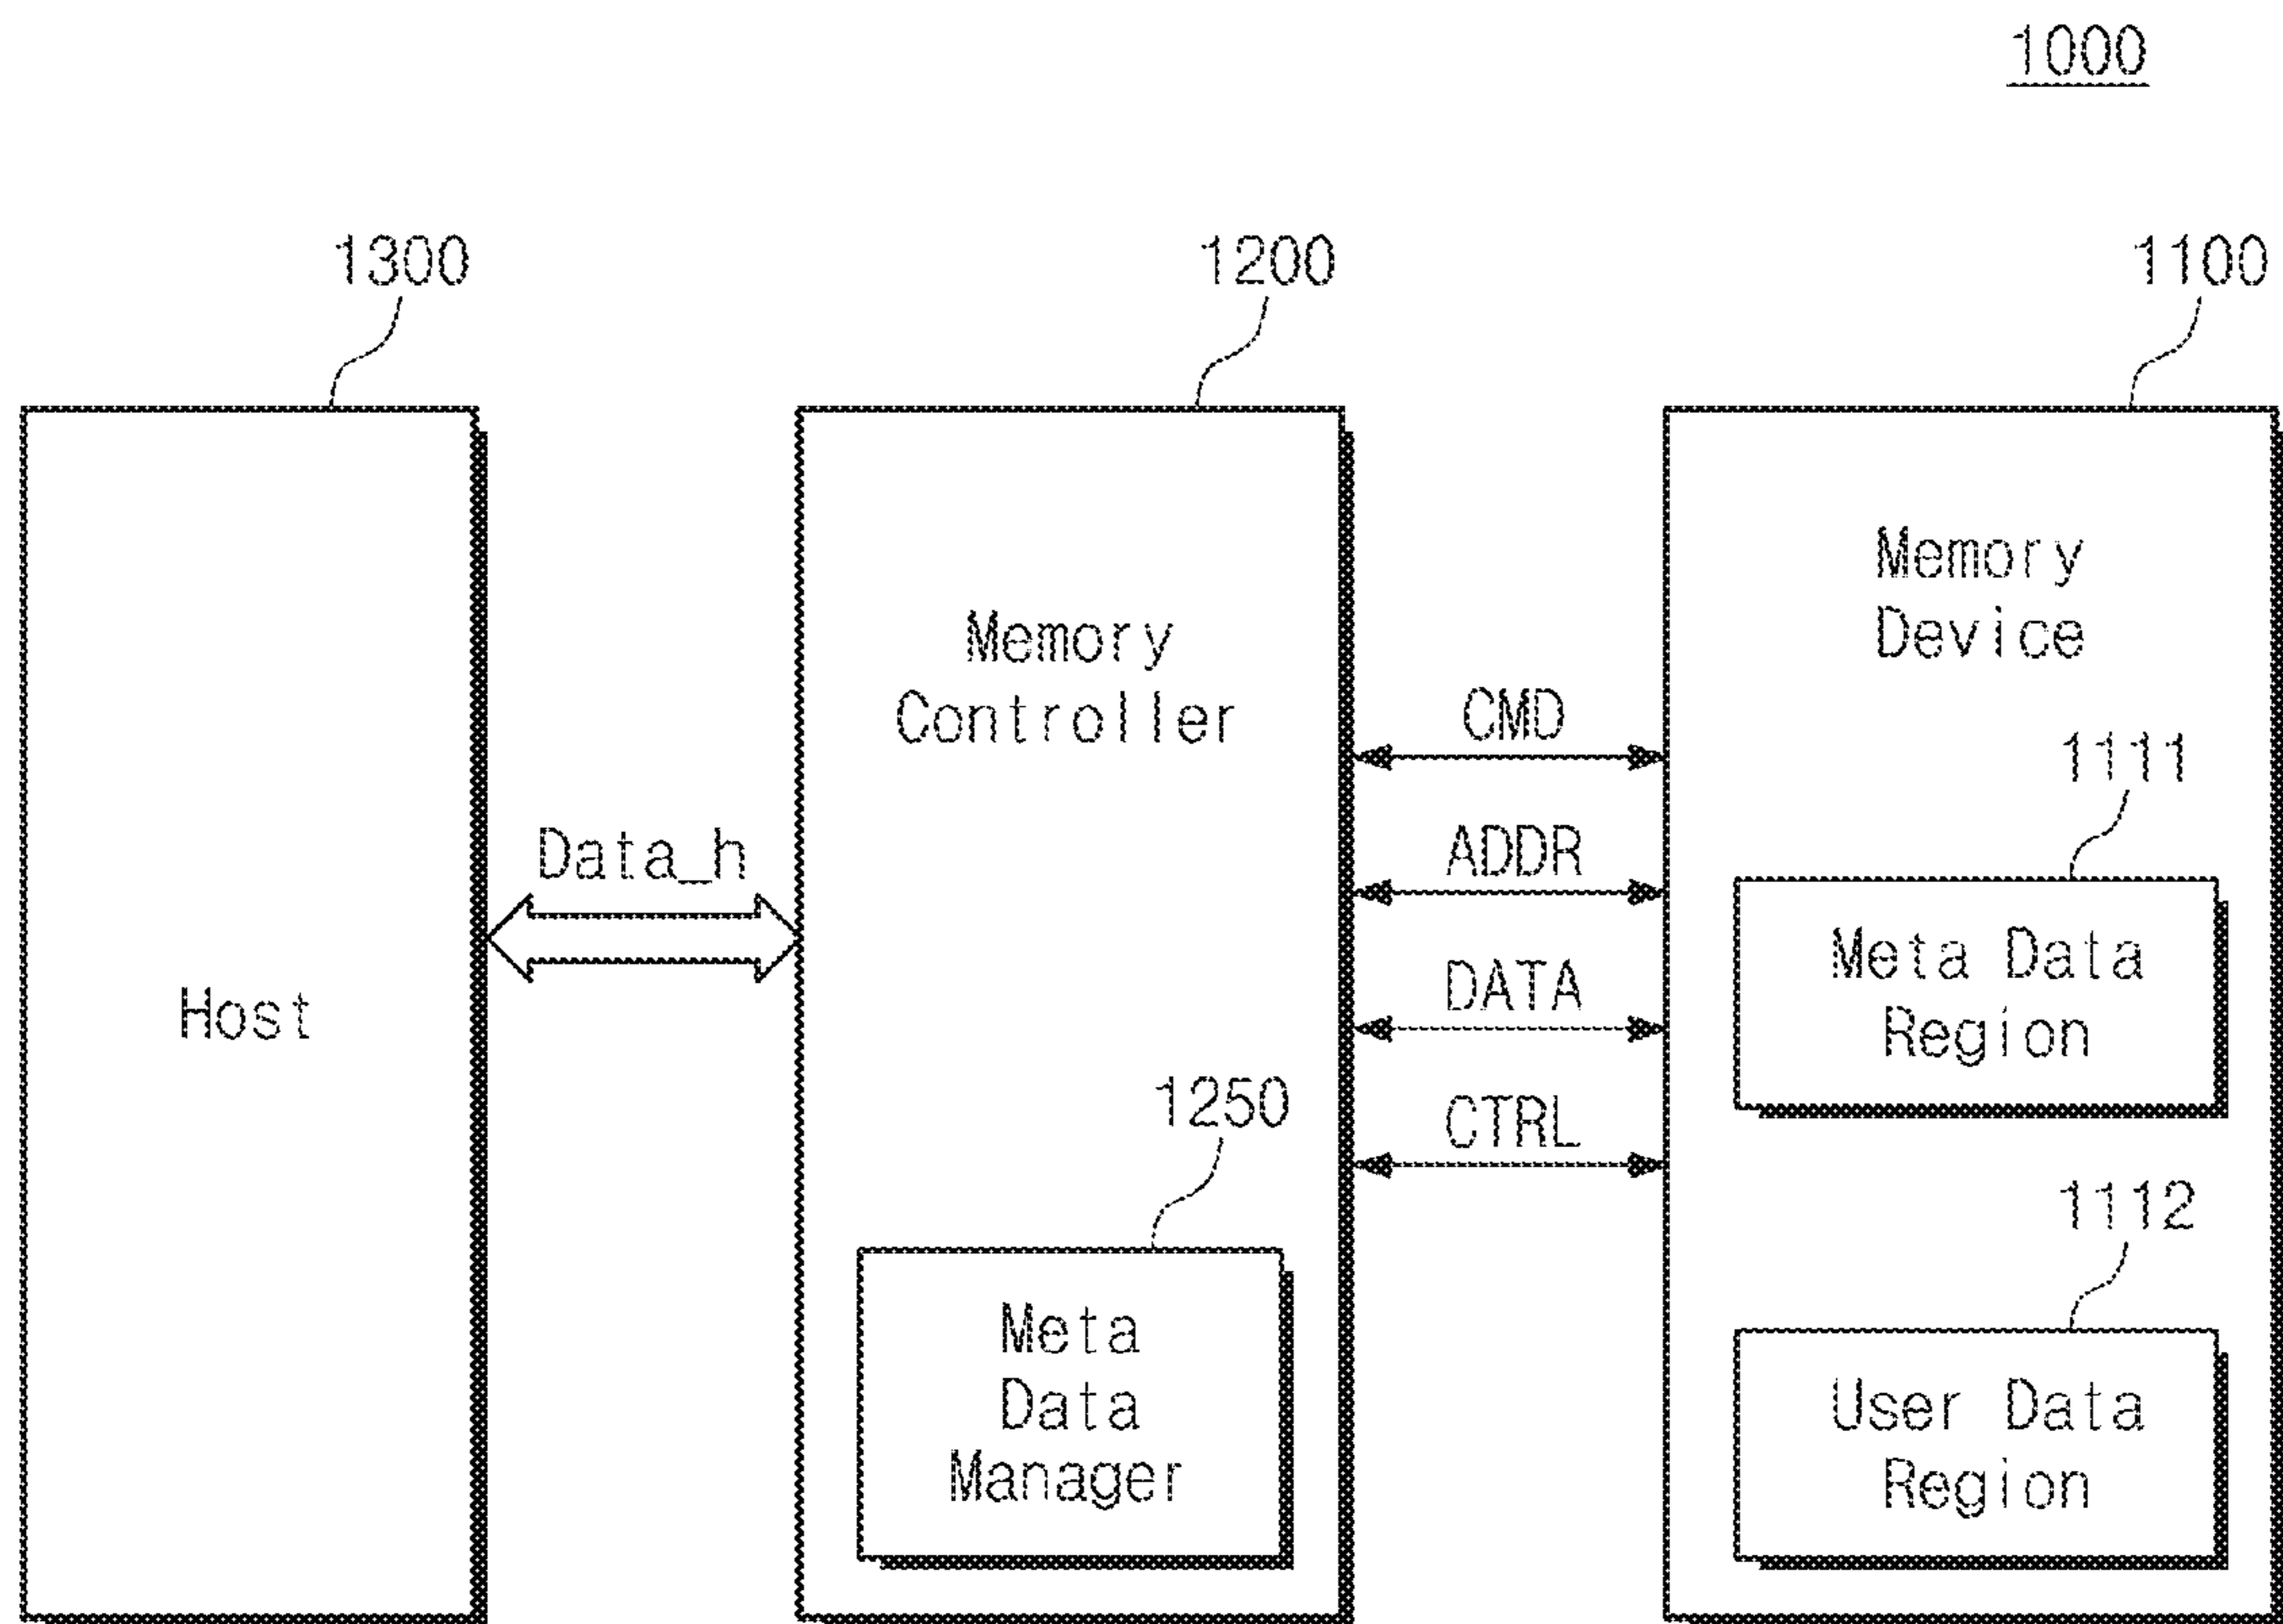 1000
1300
1200
1100
Host
Data_h
Memory
Controller
1250
Meta
Data
Manager
CMD
ADDR
DATA
CTRL
Memory
Device
1111
Meta Data
Region
1112
User Data
Region